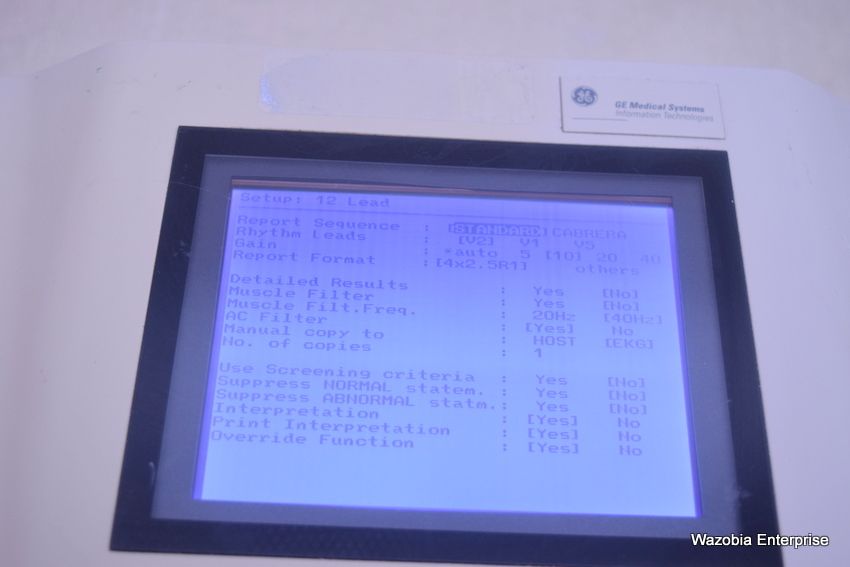 GE Medical Systems
Information Technologies
Setup: 12 Lead
Report Sequence : [STANDARD] CABRERA
Rhythm Leads : [V2] V1 V5
Gain : *auto 5 [10] 20 40
Report Format :[4x2.5R1] others
Detailed Results : Yes [No]
Muscle Filter : Yes [No]
Muscle Filt.Freq. : 20Hz [40Hz]
AC Filter : [Yes] No
Manual copy to : HOST [EKG]
No. of copies : 1
Use Screening criteria : Yes [No]
Suppress NORMAL statem. : Yes [No]
Suppress ABNORMAL statm.: Yes [No]
Interpretation : [Yes] No
Print Interpretation : [Yes] No
Override Function : [Yes] No
Wazobia Enterprise